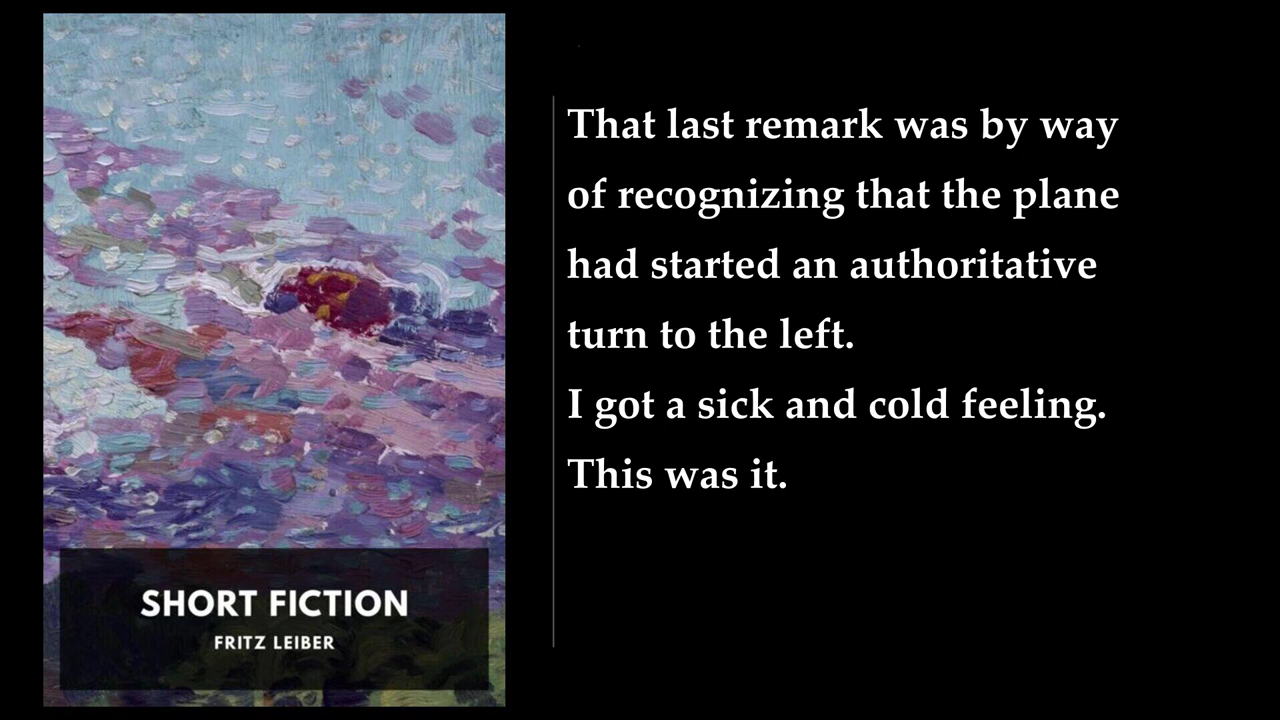 SHORT FICTION
FRITZ LEIBER
That last remark was by way
of recognizing that the plane
had started an authoritative
turn to the left.
I got a sick and cold feeling.
This was it.